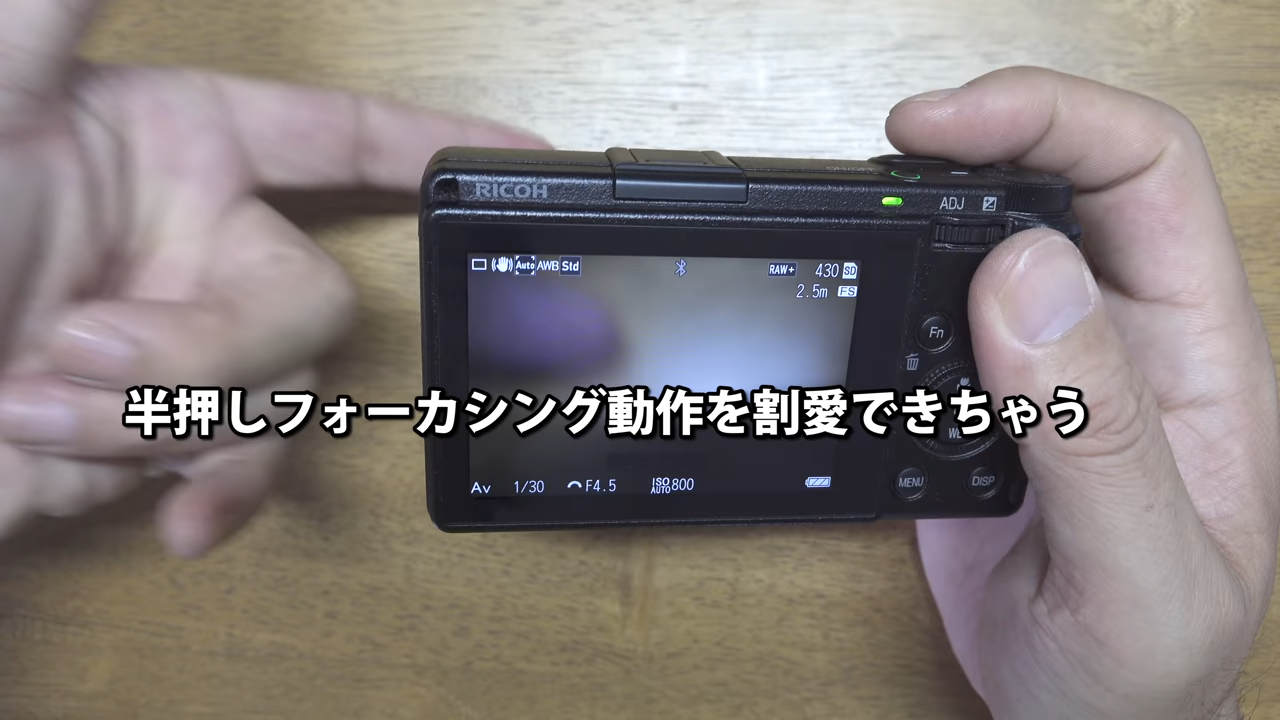 RICOH
ADJ
Auto AWB Std
RAW+ 430 SD
2.5m FS
Fn
半押しフォーカシング動作を割愛できちゃう
Av 1/30 F4.5 ISO AUTO 800
MENU DISP